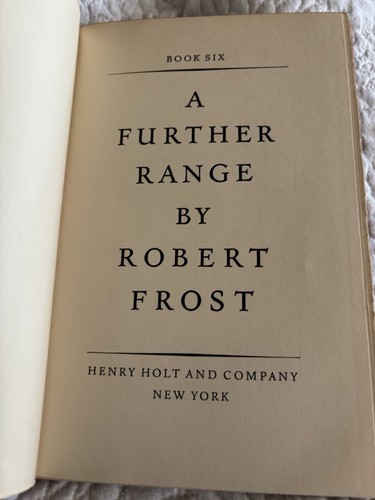 BOOK SIX
A
FURTHER
RANGE
BY
ROBERT
FROST
HENRY HOLT AND COMPANY
NEW YORK